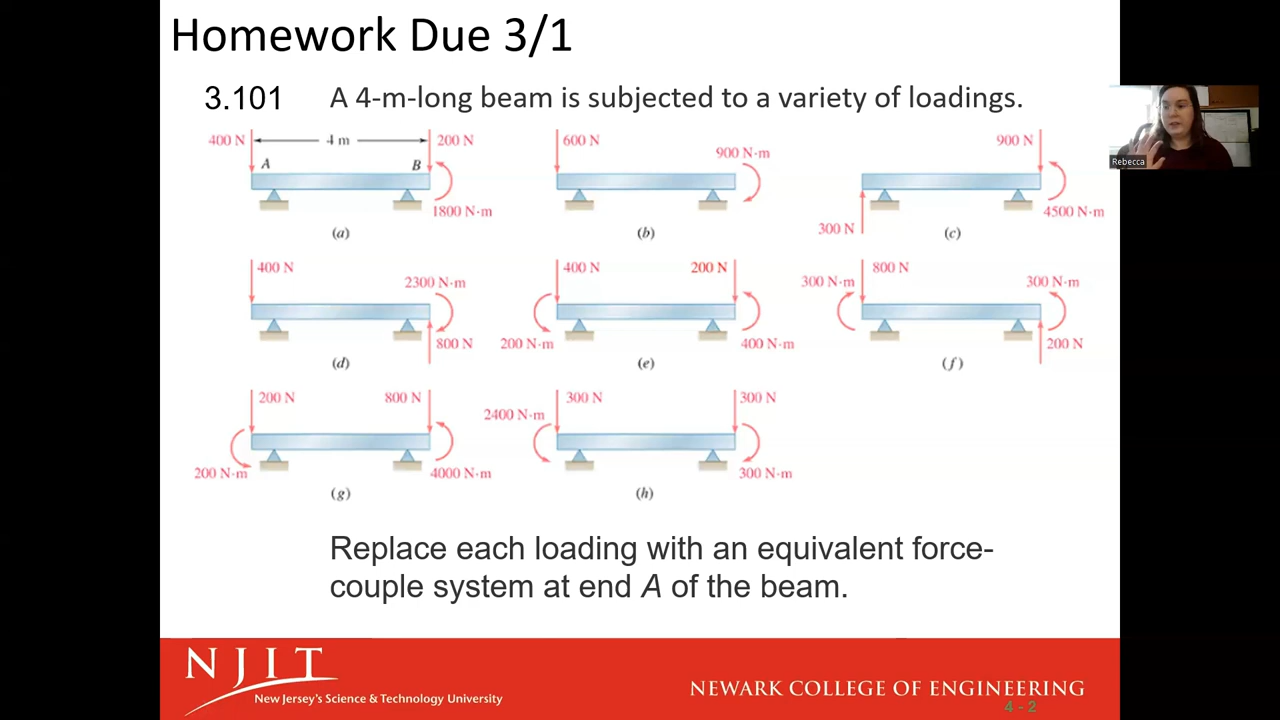 Homework Due 3/1
3.101 A 4-m-long beam is subjected to a variety of loadings.
400 N 4 m 200 N 600 N 900 N
A B 900 N·m
1800 N·m 4500 N·m
300 N
(a) (b) (c)
400 N 400 N 200 N 800 N
2300 N·m 300 N·m 300 N·m
800 N 200 N·m 400 N·m 200 N
(d) (e) (f)
200 N 800 N 300 N 300 N
2400 N·m
200 N·m 4000 N·m 300 N·m
(g) (h)
Replace each loading with an equivalent force-
couple system at end A of the beam.
Rebecca
NJIT
New Jersey's Science & Technology University
NEWARK COLLEGE OF ENGINEERING
4 - 2